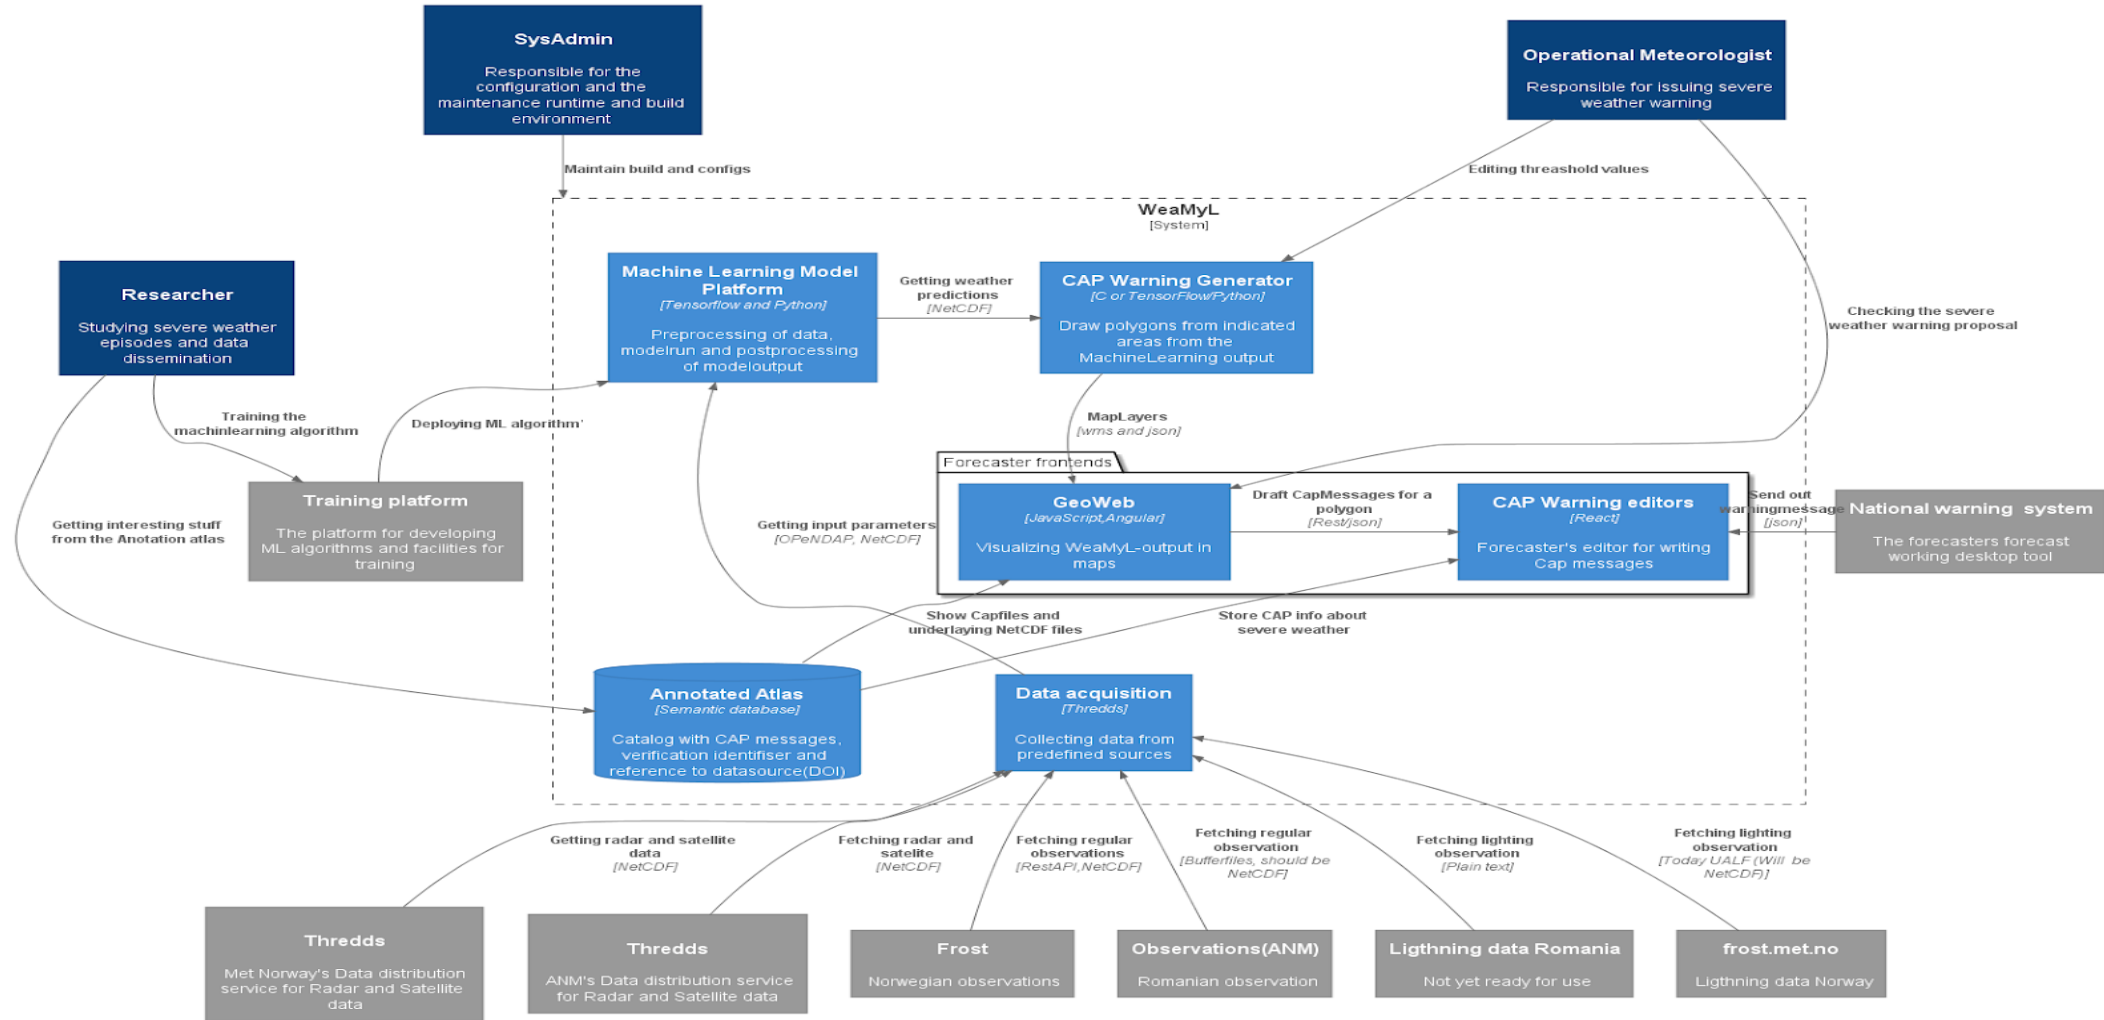 SysAdmin
Responsible for the
configuration and the
maintenance runtime and build
environment
Operational Meteorologist
Responsible for issuing severe
weather warning
Maintain build and configs
Editing threashold values
WeaMyL
[System]
Researcher
Studying severe weather
episodes and data
dissemination
Machine Learning Model
Platform
[Tensorflow and Python]
Preprocessing of data,
modelrun and postprocessing
of modeloutput
Getting weather
predictions
[NetCDF]
CAP Warning Generator
[C or TensorFlow/Python]
Draw polygons from indicated
areas from the
MachineLearning output
Checking the severe
weather warning proposal
Training the
machinlearning algorithm
Deploying ML algorithm'
MapLayers
[wms and json]
Forecaster frontends
Training platform
The platform for developing
ML algorithms and facilities for
training
Getting interesting stuff
from the Anotation atlas
Getting input parameters
[OPeNDAP, NetCDF]
GeoWeb
[JavaScript,Angular]
Visualizing WeaMyL-output in
maps
Draft CapMessages for a
polygon
[Rest/json]
CAP Warning editors
[React]
Forecaster's editor for writing
Cap messages
Send out
warningmessage
[json]
National warning  system
The forecasters forecast
working desktop tool
Show Capfiles and
underlaying NetCDF files
Store CAP info about
severe weather
Annotated Atlas
[Semantic database]
Catalog with CAP messages,
verification identifiser and
reference to datasource(DOI)
Data acquisition
[Thredds]
Collecting data from
predefined sources
Getting radar and satellite
data
[NetCDF]
Fetching radar and
satelite
[NetCDF]
Fetching regular
observations
[RestAPI,NetCDF]
Fetching regular
observation
[Bufferfiles, should be
NetCDF]
Fetching lighting
observation
[Plain text]
Fetching lighting
observation
[Today UALF (Will  be
NetCDF)]
Thredds
Met Norway's Data distribution
service for Radar and Satellite
data
Thredds
ANM's Data distribution service
for Radar and Satellite data
Frost
Norwegian observations
Observations(ANM)
Romanian observation
Ligthning data Romania
Not yet ready for use
frost.met.no
Ligthning data Norway